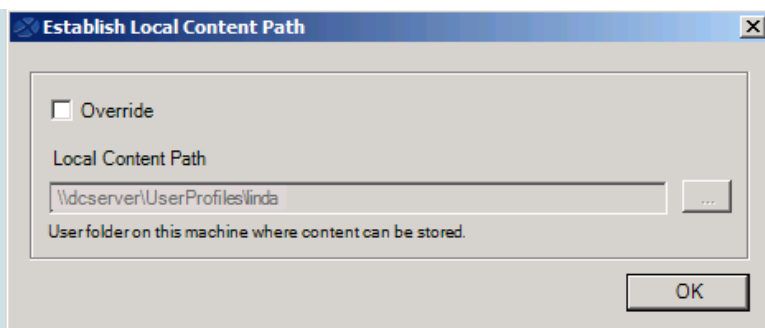 Establish Local Content Path
Override
Local Content Path
\\dcserver\UserProfiles\linda
...
User folder on this machine where content can be stored.
OK